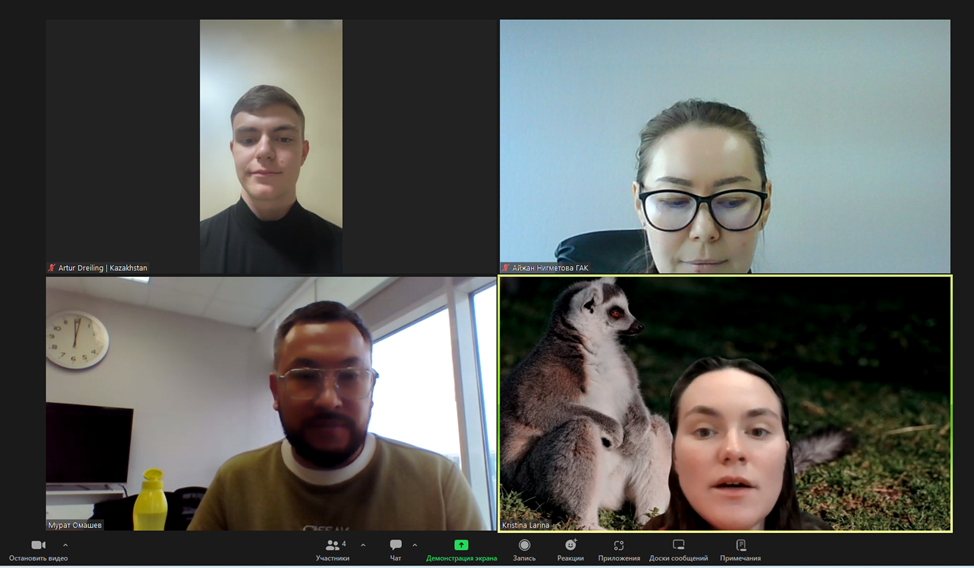 Artur Dreiling | Kazakhstan
Айжан Нигметова ГАК
Мурат Омашев
Kristina Larina
Остановить видео
4
Участники
Чат
Демонстрация экрана
Запись
Реакции
Приложения
Доски сообщений
Примечания